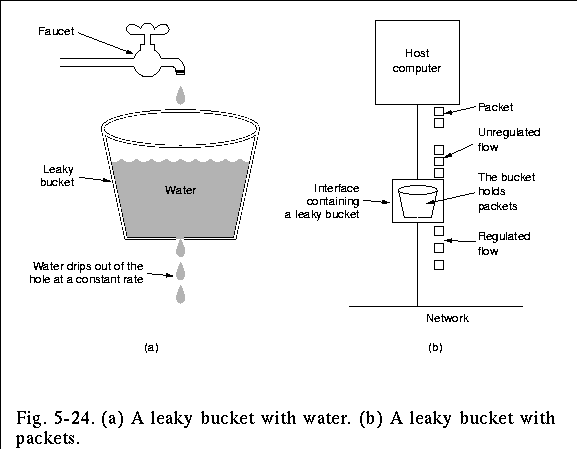 Faucet
Leaky
bucket
Water
Water drips out of the
hole at a constant rate
(a)
Host
computer
Packet
Unregulated
flow
The bucket
holds
packets
Interface
containing
a leaky bucket
Regulated
flow
Network
(b)
Fig. 5-24. (a) A leaky bucket with water. (b) A leaky bucket with
packets.